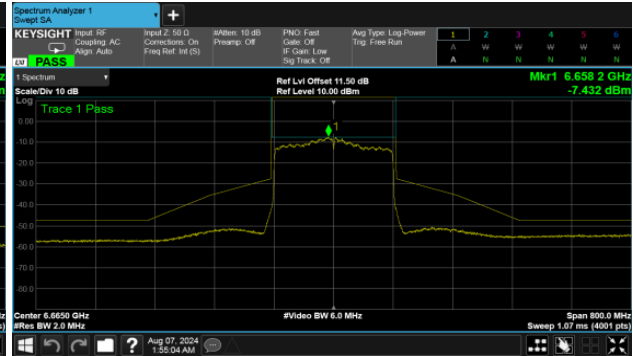 Spectrum Analyzer 1
Swept SA
+
KEYSIGHT
Input: RF
Coupling: AC
Align: Auto
Input Z: 50 Ω
Corrections: On
Freq Ref: Int (S)
#Atten: 10 dB
Preamp: Off
PNO: Fast
Gate: Off
IF Gain: Low
Sig Track: Off
Avg Type: Log-Power
Trig: Free Run
1 2 3 4 5 6
A W W W W W
A N N N N N
LXI PASS
1 Spectrum
Scale/Div 10 dB
Ref Lvl Offset 11.50 dB
Ref Level 10.00 dBm
Mkr1 6.658 2 GHz
-7.432 dBm
Log
Trace 1 Pass
1
0.00
-10.0
-20.0
-30.0
-40.0
-50.0
-60.0
-70.0
-80.0
Center 6.6650 GHz
#Res BW 2.0 MHz
#Video BW 6.0 MHz
Span 800.0 MHz
Sweep 1.07 ms (4001 pts)
?
Aug 07, 2024
1:55:04 AM